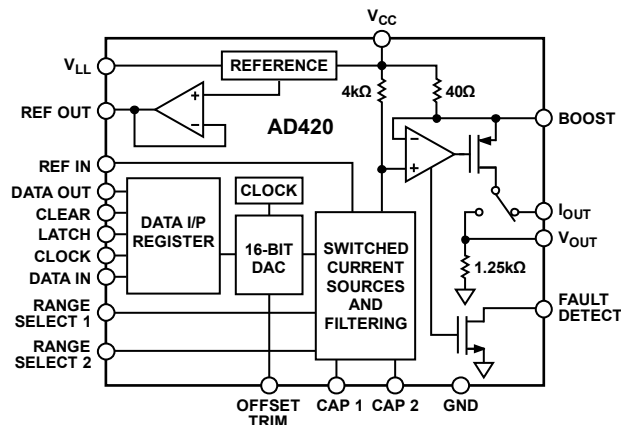 VCC
VLL
REFERENCE
4kΩ
40Ω
REF OUT
+
−
AD420
−
+
BOOST
REF IN
DATA OUT
CLEAR
LATCH
CLOCK
DATA IN
DATA I/P
REGISTER
CLOCK
16-BIT
DAC
SWITCHED
CURRENT
SOURCES
AND
FILTERING
IOUT
VOUT
1.25kΩ
RANGE
SELECT 1
RANGE
SELECT 2
FAULT
DETECT
OFFSET
TRIM
CAP 1
CAP 2
GND